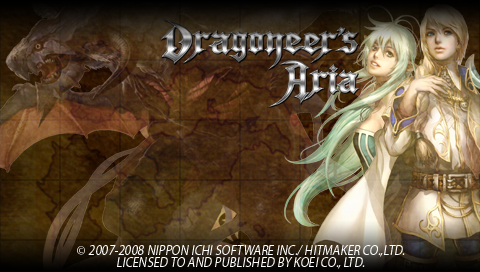 Dragoneer's
Aria
© 2007-2008 NIPPON ICHI SOFTWARE INC./ HITMAKER CO.,LTD.
LICENSED TO AND PUBLISHED BY KOEI CO., LTD.